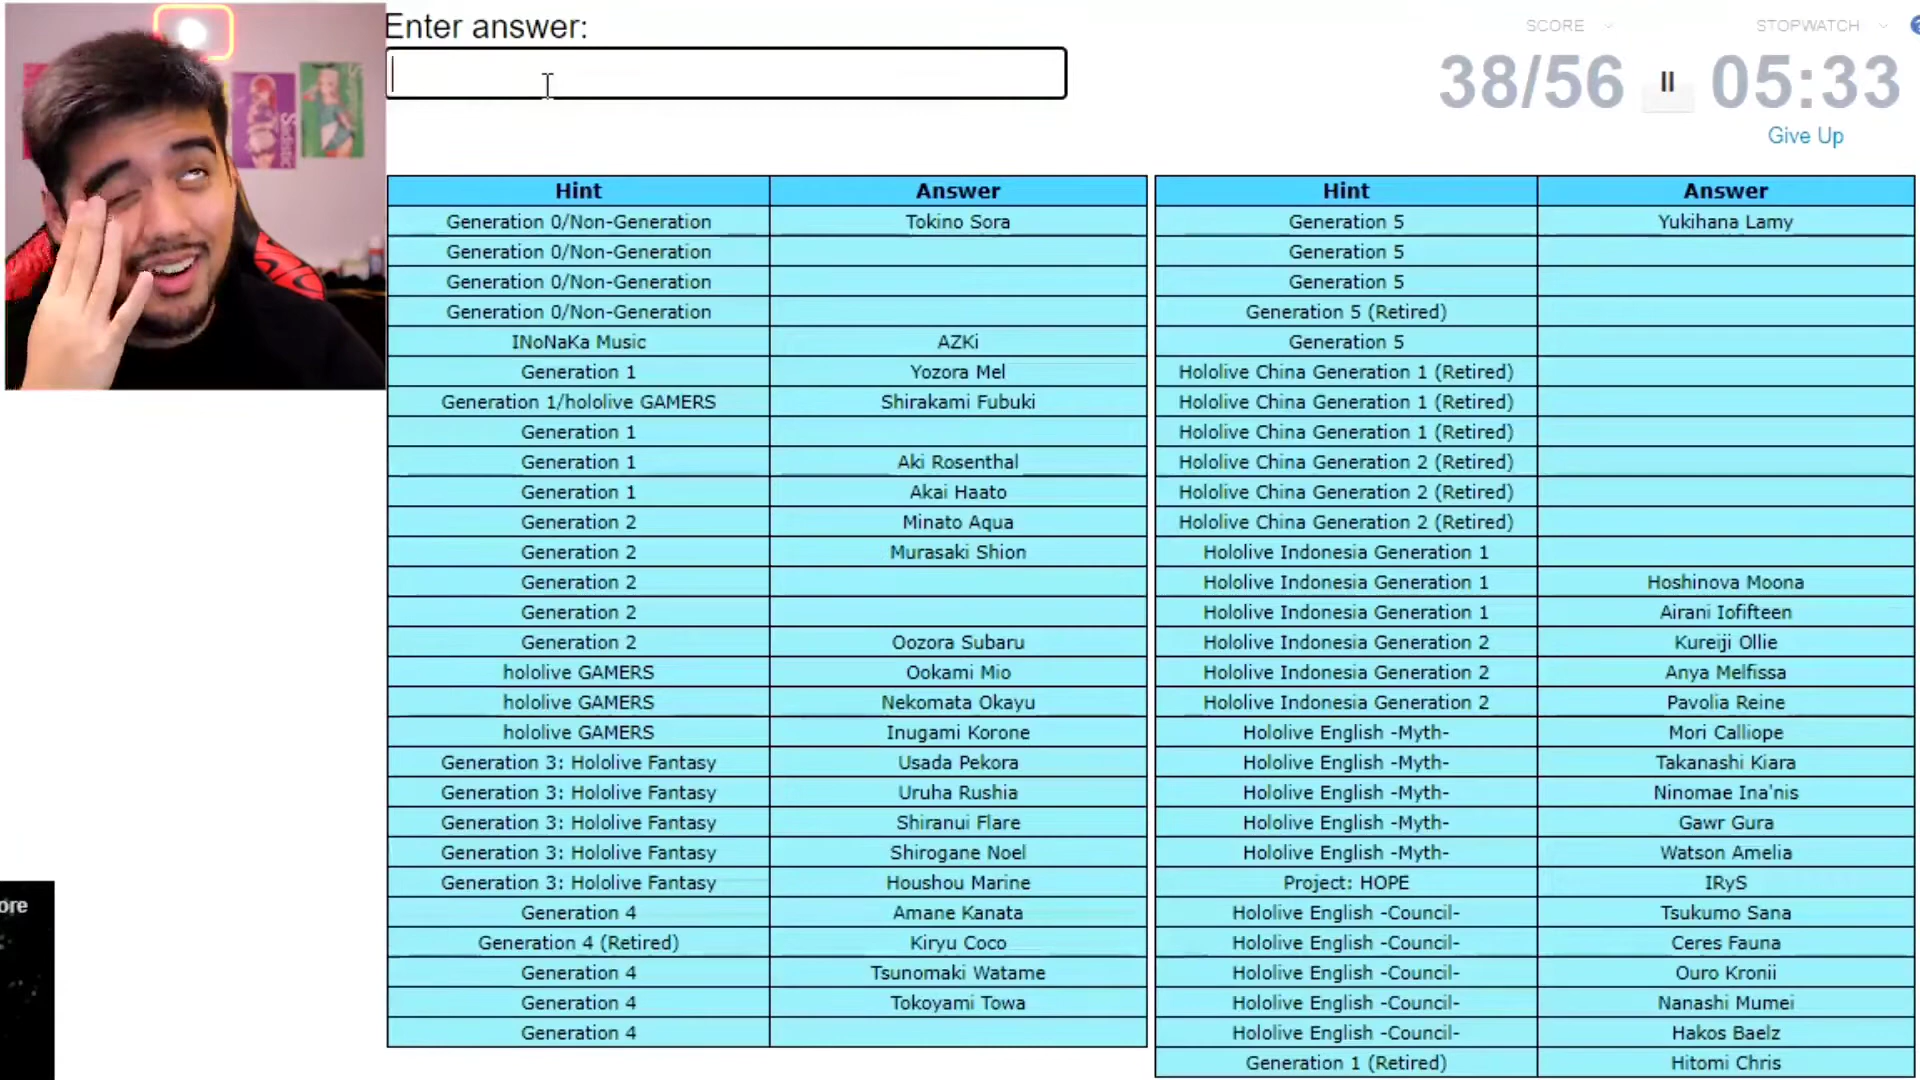 Enter answer:
SCORE
STOPWATCH
38/56
05:33
Give Up
Hint Answer
Generation 0/Non-Generation Tokino Sora
Generation 0/Non-Generation
Generation 0/Non-Generation
Generation 0/Non-Generation
INoNaKa Music AZKi
Generation 1 Yozora Mel
Generation 1/hololive GAMERS Shirakami Fubuki
Generation 1
Generation 1 Aki Rosenthal
Generation 1 Akai Haato
Generation 2 Minato Aqua
Generation 2 Murasaki Shion
Generation 2
Generation 2
Generation 2 Oozora Subaru
hololive GAMERS Ookami Mio
hololive GAMERS Nekomata Okayu
hololive GAMERS Inugami Korone
Generation 3: Hololive Fantasy Usada Pekora
Generation 3: Hololive Fantasy Uruha Rushia
Generation 3: Hololive Fantasy Shiranui Flare
Generation 3: Hololive Fantasy Shirogane Noel
Generation 3: Hololive Fantasy Houshou Marine
Generation 4 Amane Kanata
Generation 4 (Retired) Kiryu Coco
Generation 4 Tsunomaki Watame
Generation 4 Tokoyami Towa
Generation 4
Hint Answer
Generation 5 Yukihana Lamy
Generation 5
Generation 5
Generation 5 (Retired)
Generation 5
Hololive China Generation 1 (Retired)
Hololive China Generation 1 (Retired)
Hololive China Generation 1 (Retired)
Hololive China Generation 2 (Retired)
Hololive China Generation 2 (Retired)
Hololive China Generation 2 (Retired)
Hololive Indonesia Generation 1
Hololive Indonesia Generation 1 Hoshinova Moona
Hololive Indonesia Generation 1 Airani Iofifteen
Hololive Indonesia Generation 2 Kureiji Ollie
Hololive Indonesia Generation 2 Anya Melfissa
Hololive Indonesia Generation 2 Pavolia Reine
Hololive English -Myth- Mori Calliope
Hololive English -Myth- Takanashi Kiara
Hololive English -Myth- Ninomae Ina'nis
Hololive English -Myth- Gawr Gura
Hololive English -Myth- Watson Amelia
Project: HOPE IRyS
Hololive English -Council- Tsukumo Sana
Hololive English -Council- Ceres Fauna
Hololive English -Council- Ouro Kronii
Hololive English -Council- Nanashi Mumei
Hololive English -Council- Hakos Baelz
Generation 1 (Retired) Hitomi Chris
ore